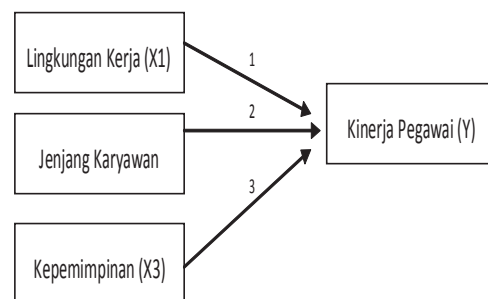 Lingkungan Kerja (X1)
1
2
Jenjang Karyawan
Kinerja Pegawai (Y)
3
Kepemimpinan (X3)